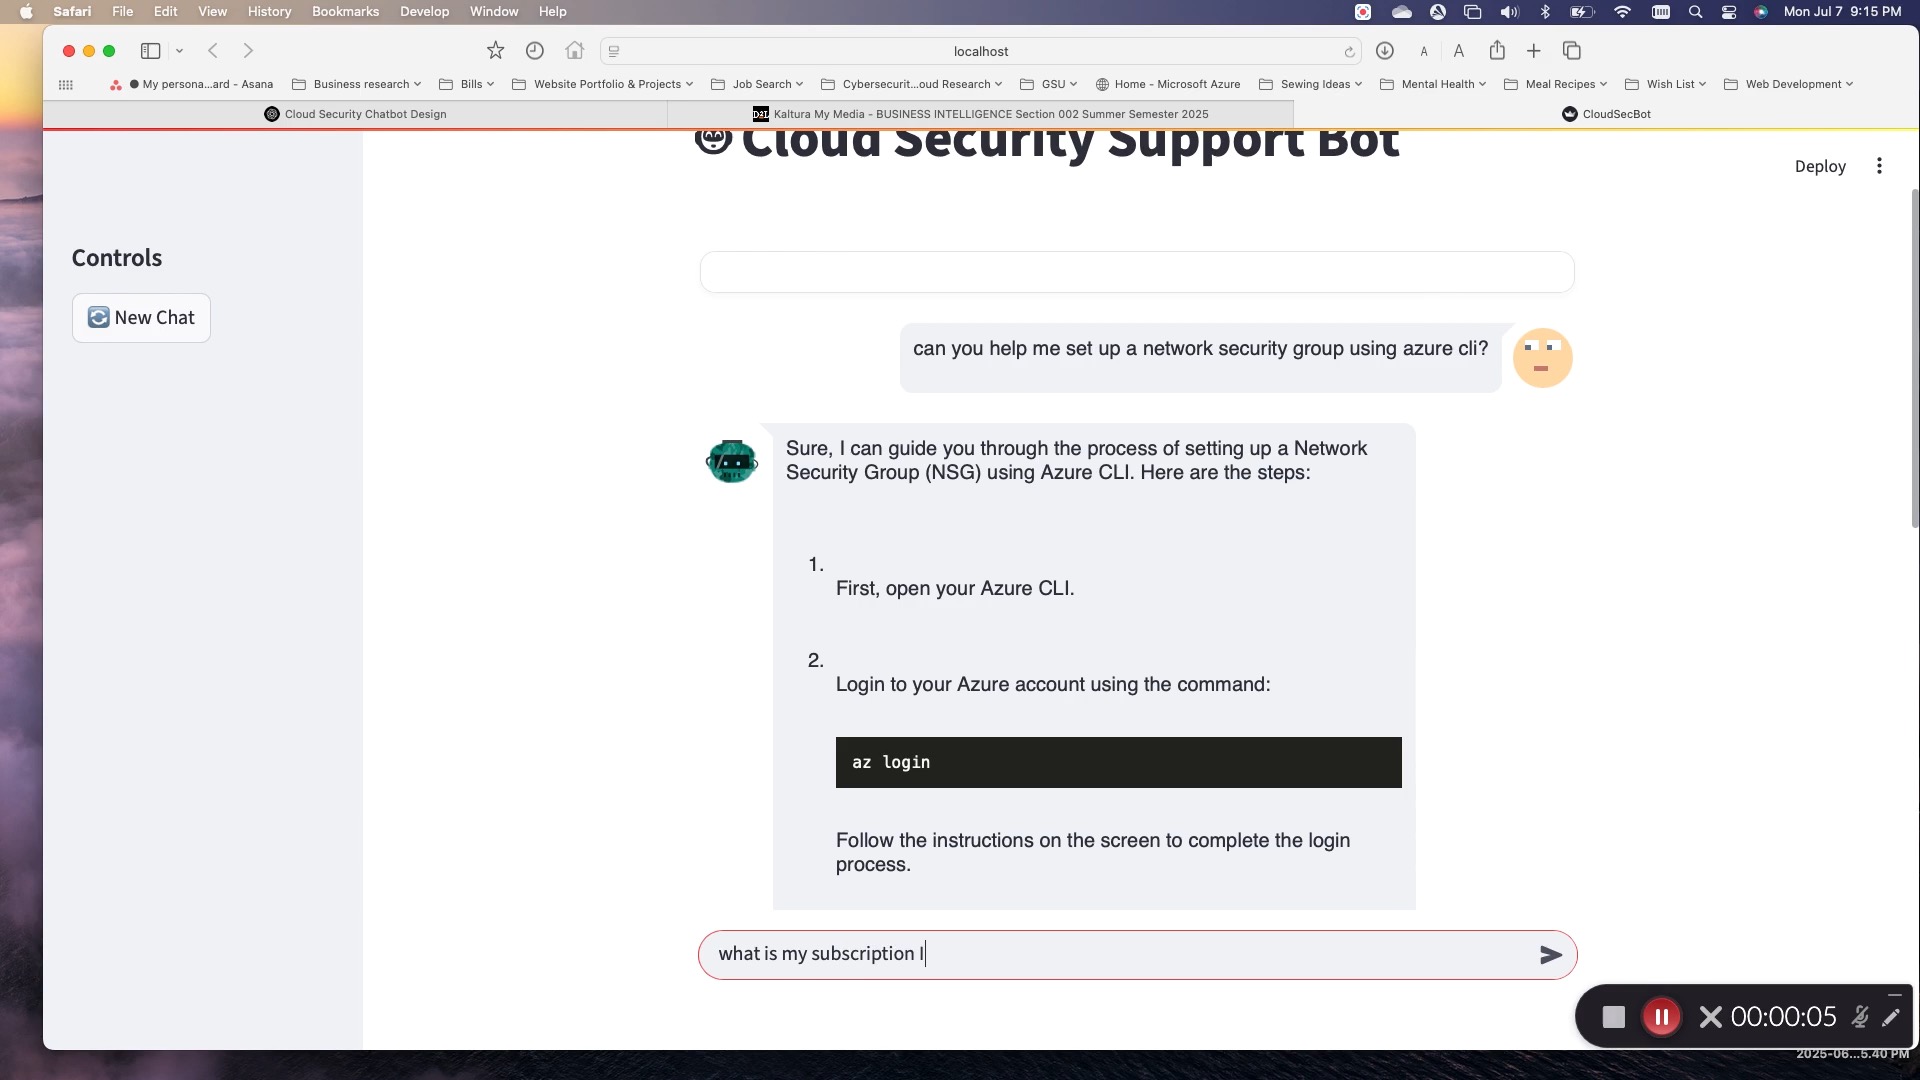 Safari File Edit View History Bookmarks Develop Window Help Mon Jul 7 9:15 PM
localhost A A
My persona...ard - Asana Business research Bills Website Portfolio & Projects Job Search Cybersecurit...oud Research GSU Home - Microsoft Azure Sewing Ideas Mental Health Meal Recipes Wish List Web Development
Cloud Security Chatbot Design D2L Kaltura My Media - BUSINESS INTELLIGENCE Section 002 Summer Semester 2025 CloudSecBot
Cloud Security Support Bot
Deploy
Controls
New Chat
can you help me set up a network security group using azure cli?
Sure, I can guide you through the process of setting up a Network
Security Group (NSG) using Azure CLI. Here are the steps:
1.
First, open your Azure CLI.
2.
Login to your Azure account using the command:
az login
Follow the instructions on the screen to complete the login
process.
what is my subscription I
00:00:05
2025-06...5.40 PM